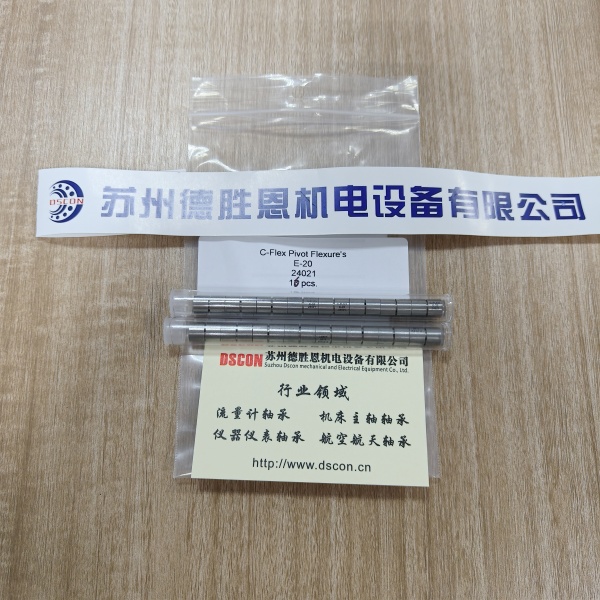 DSCON 苏州德胜恩机电设备有限公司
C-Flex Pivot Flexure's
E-20
24021
pcs.
DSCON 苏州德胜恩机电设备有限公司
Suzhou Dscon mechanical and Electrical Equipment Co., Ltd.
行业领域
流量计轴承 机床主轴轴承
仪器仪表轴承 航空航天轴承
http://www.dscon.cn